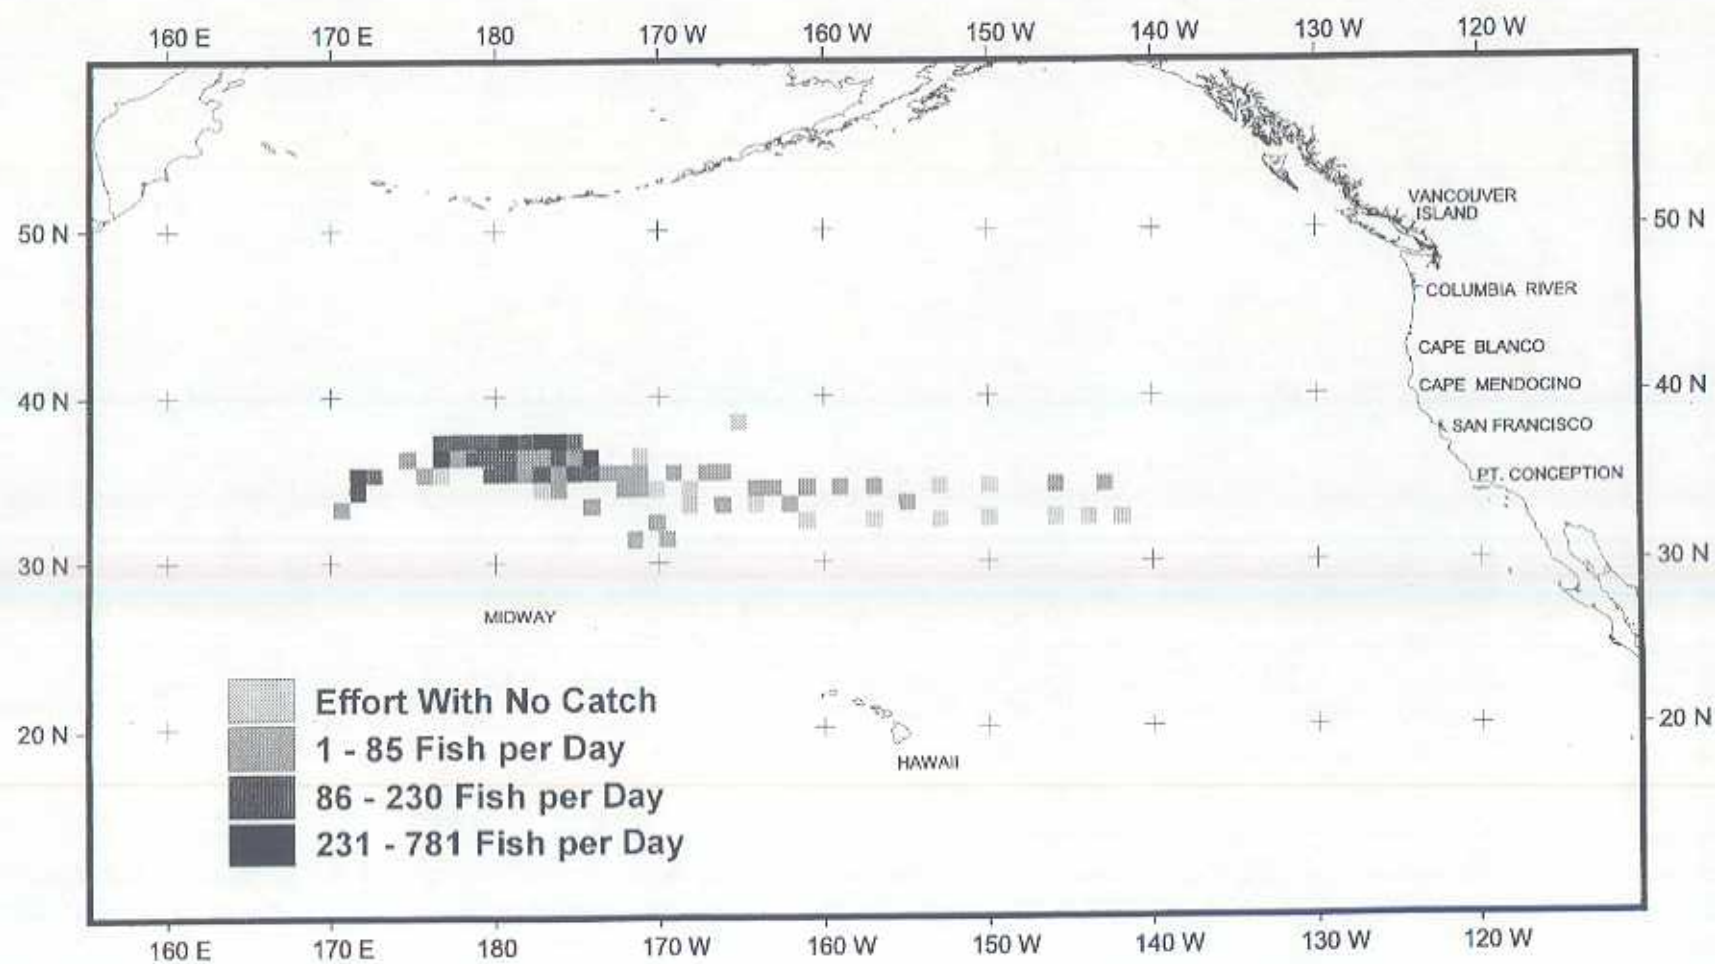 160 E 170 E 180 170 W 160 W 150 W 140 W 130 W 120 W
VANCOUVER
ISLAND
50 N 50 N
COLUMBIA RIVER
CAPE BLANCO
CAPE MENDOCINO
40 N 40 N
SAN FRANCISCO
PT. CONCEPTION
30 N 30 N
MIDWAY
Effort With No Catch
20 N 20 N
1 - 85 Fish per Day
HAWAII
86 - 230 Fish per Day
231 - 781 Fish per Day
160 E 170 E 180 170 W 160 W 150 W 140 W 130 W 120 W